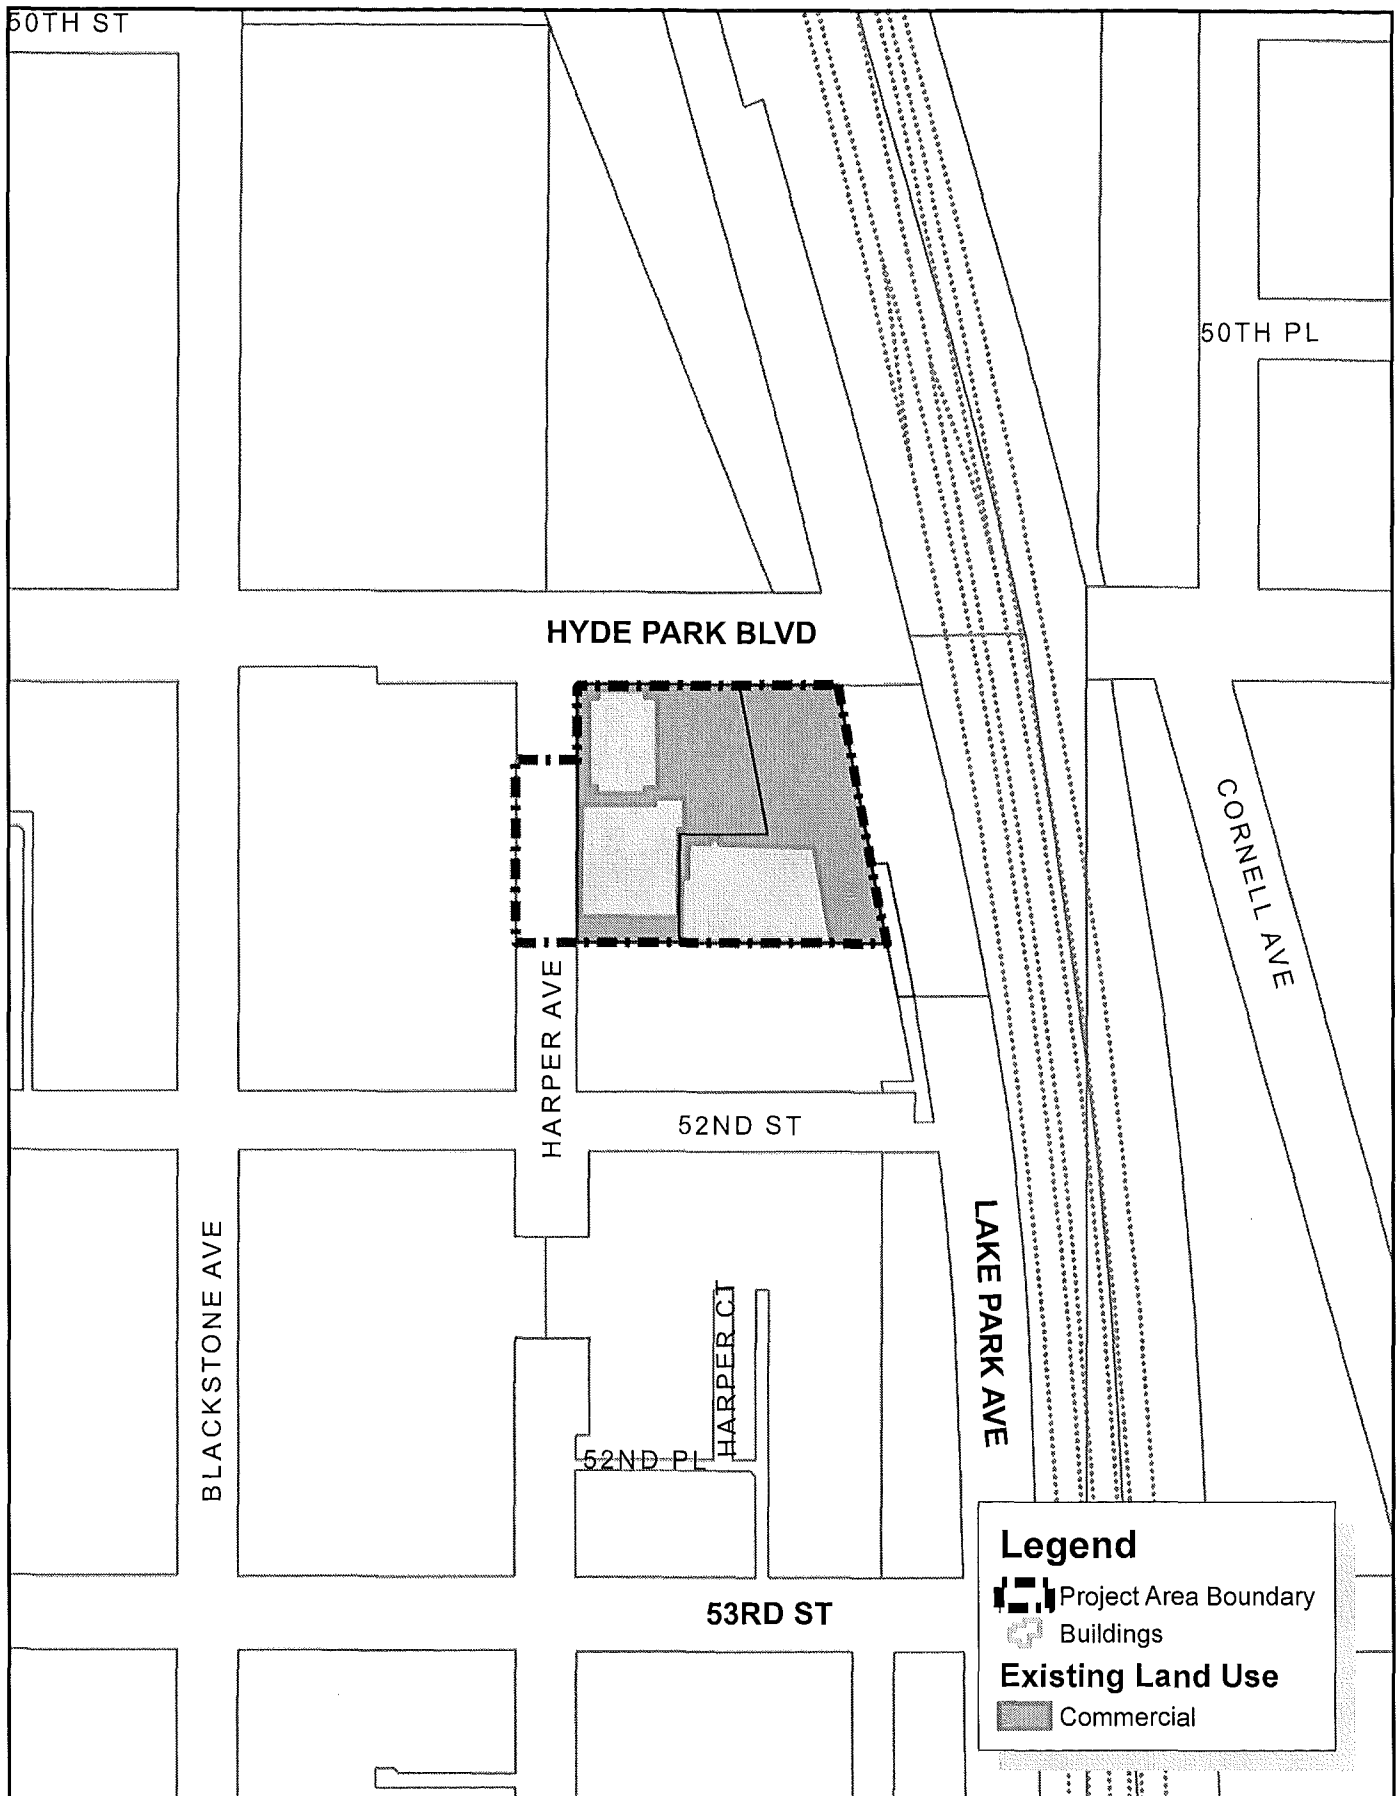 50TH ST
50TH PL
HYDE PARK BLVD
CORNELL AVE
HARPER AVE
52ND ST
LAKE PARK AVE
BLACKSTONE AVE
HARPER CT
52ND PL
53RD ST
Legend
Project Area Boundary
Buildings
Existing Land Use
Commercial